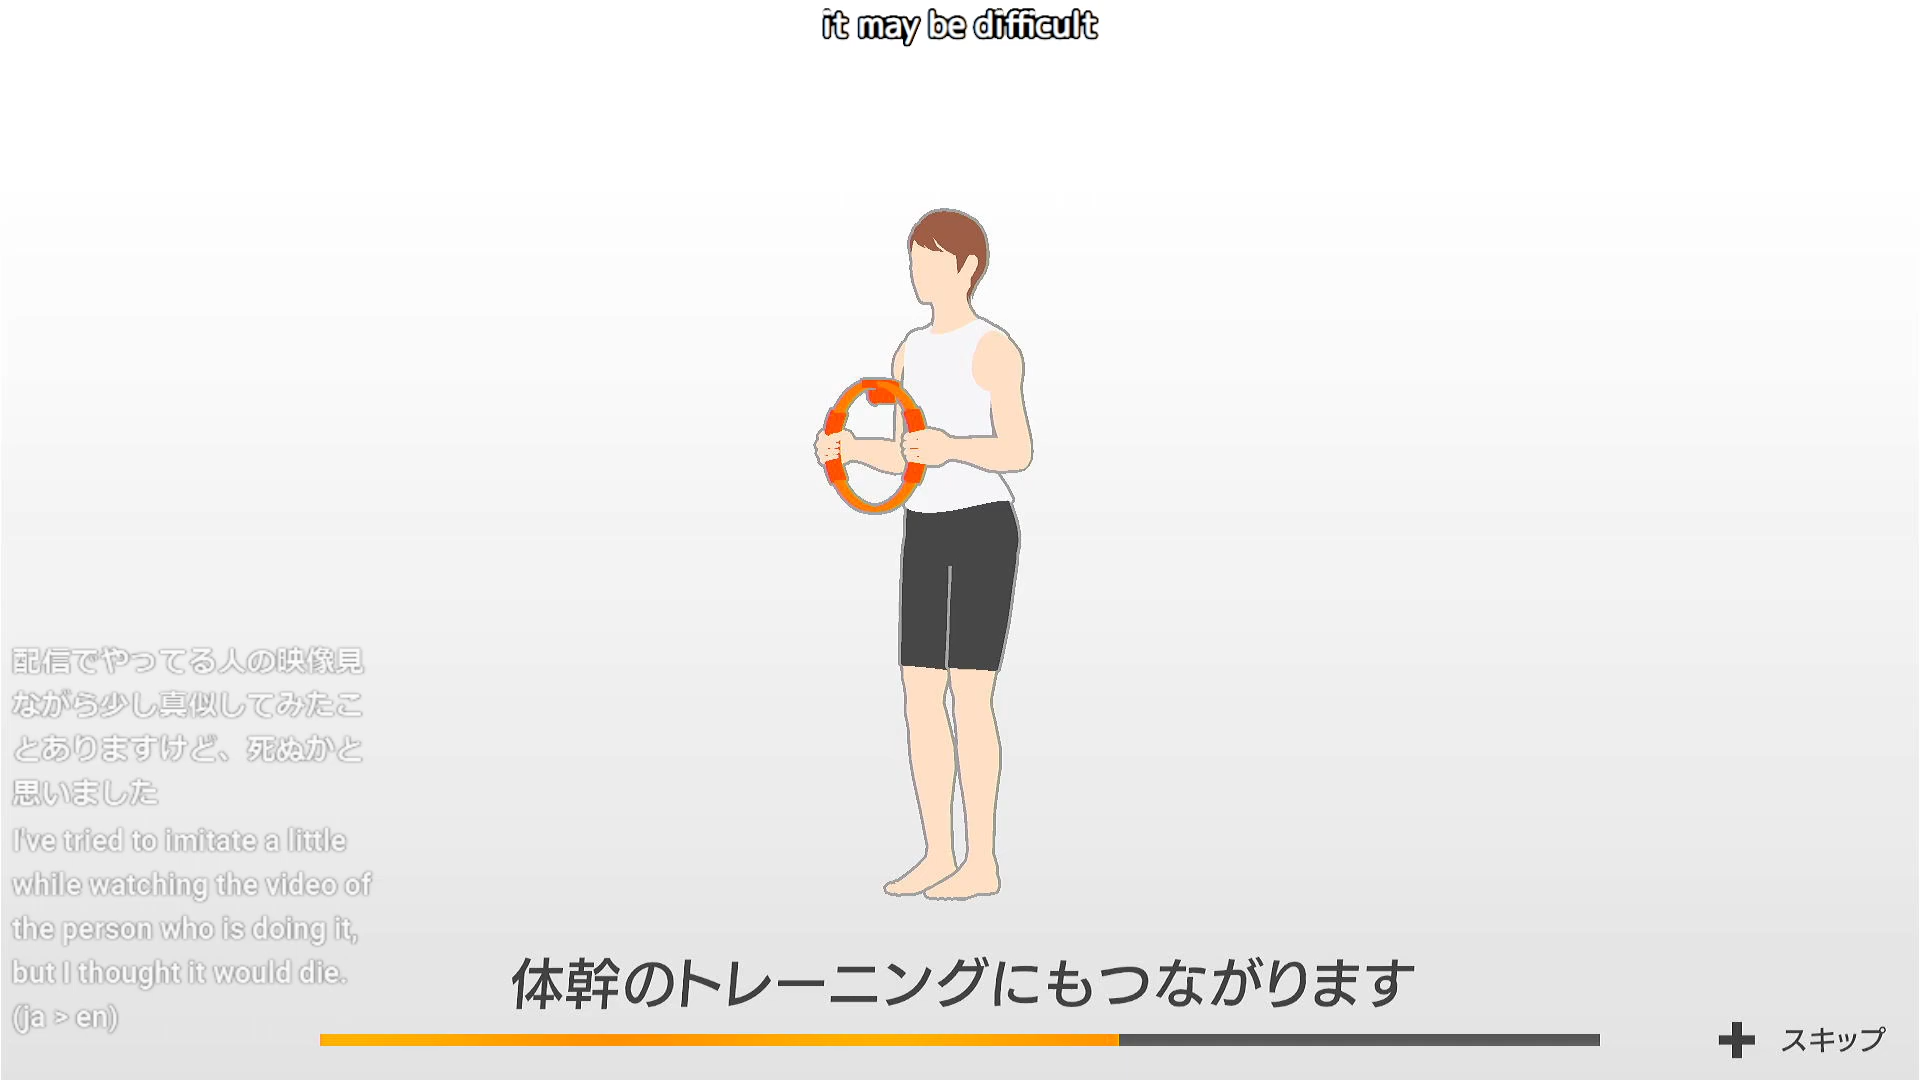 it may be difficult
配信でやってる人の映像見
ながら少し真似してみたこ
とありますけど、死ぬかと
思いました
I've tried to imitate a little
while watching the video of
the person who is doing it,
but I thought it would die.
(ja > en)
体幹のトレーニングにもつながります
スキップ